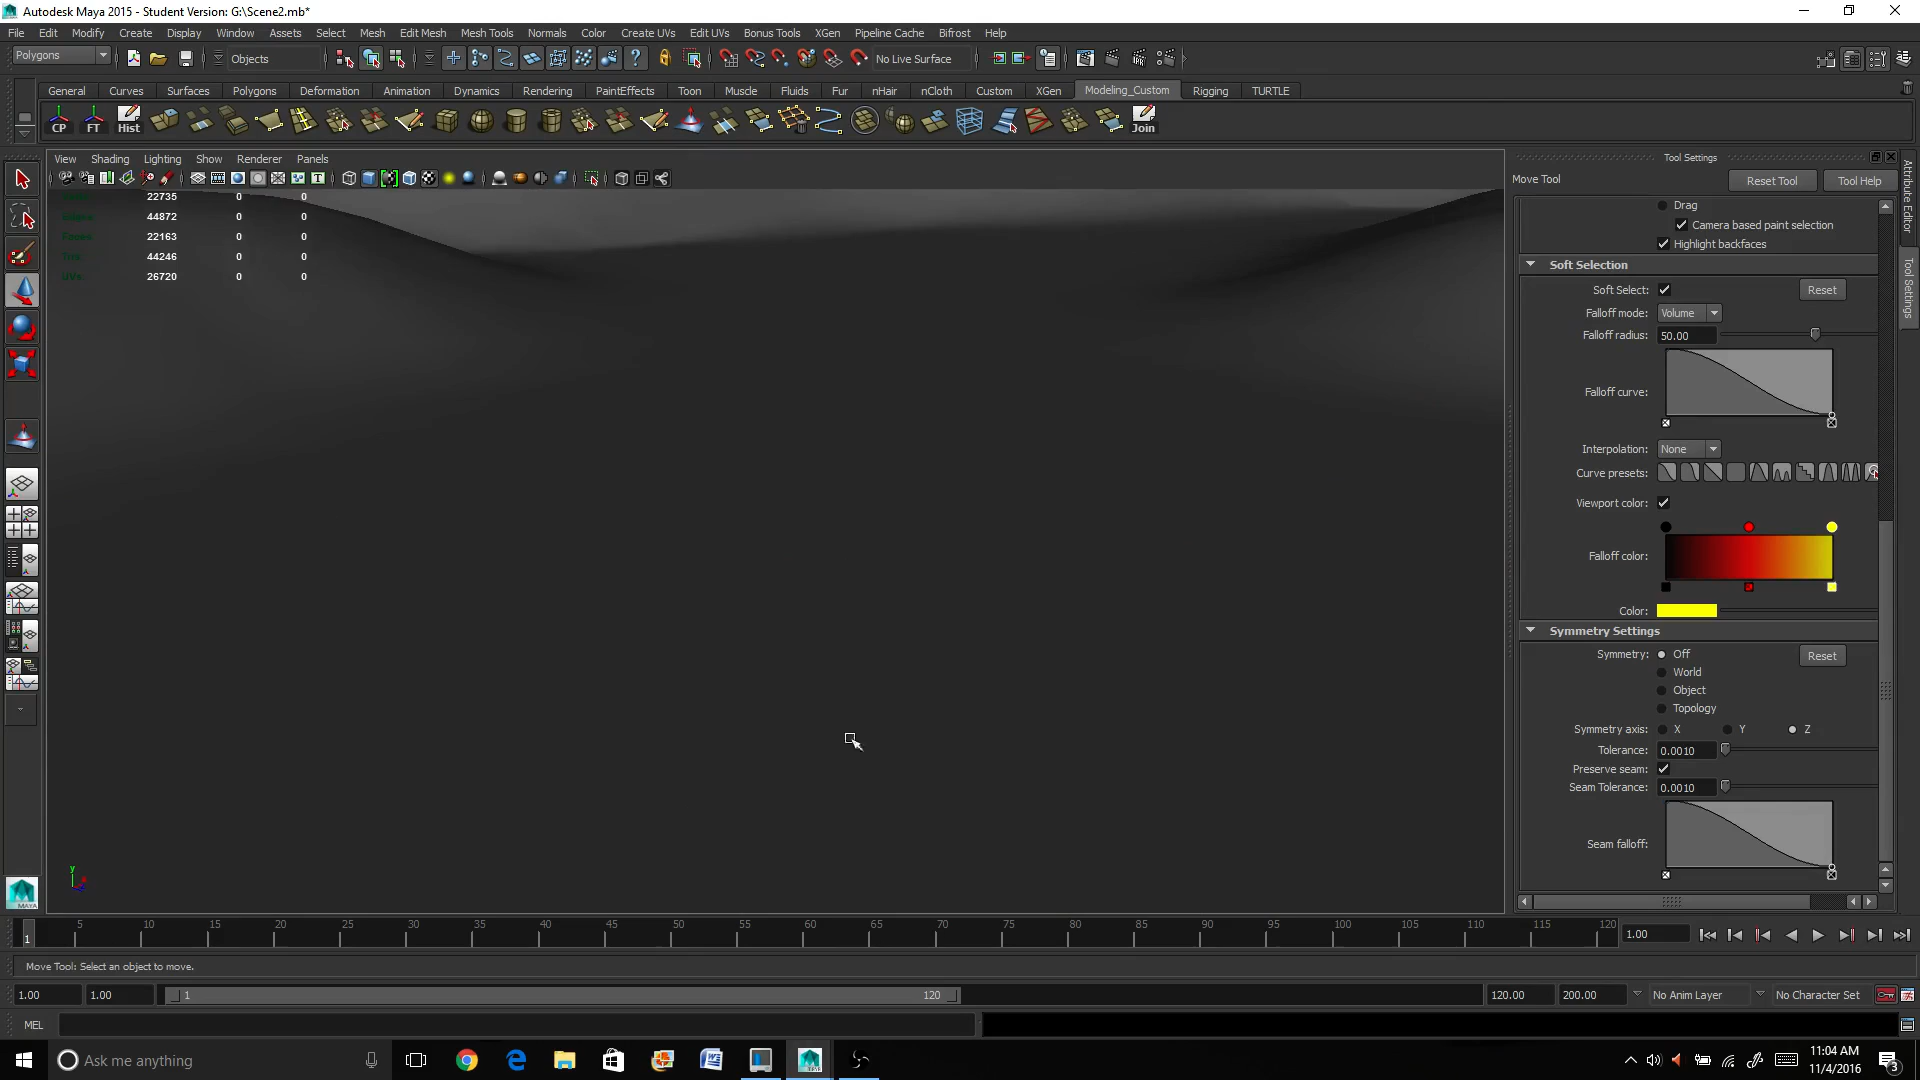 Autodesk Maya 2015 - Student Version: G:\Scene2.mb*
File Edit Modify Create Display Window Assets Select Mesh Edit Mesh Mesh Tools Normals Color Create UVs Edit UVs Bonus Tools XGen Pipeline Cache Bifrost Help
Polygons Objects No Live Surface
General Curves Surfaces Polygons Deformation Animation Dynamics Rendering PaintEffects Toon Muscle Fluids Fur nHair nCloth Custom XGen Modeling_Custom Rigging TURTLE
CP FT Hist Join
View Shading Lighting Show Renderer Panels
22735 0 0
Edges: 44872 0 0
Faces: 22163 0 0
Tris: 44246 0 0
UVs: 26720 0 0
y
Tool Settings
Move Tool Reset Tool Tool Help
Drag
Camera based paint selection
Highlight backfaces
Soft Selection
Soft Select: Reset
Falloff mode: Volume
Falloff radius: 50.00
Falloff curve:
Interpolation: None
Curve presets:
Viewport color:
Falloff color:
Color:
Symmetry Settings
Symmetry: Off Reset
World
Object
Topology
Symmetry axis: X Y Z
Tolerance: 0.0010
Preserve seam:
Seam Tolerance: 0.0010
Seam falloff:
Attribute Editor
Tool Settings
MAYA
1 5 10 15 20 25 30 35 40 45 50 55 60 65 70 75 80 85 90 95 100 105 110 115 120 1.00
Move Tool: Select an object to move.
1.00 1.00 1 120 120.00 200.00 No Anim Layer No Character Set
MEL
Ask me anything
11:04 AM
11/4/2016
3